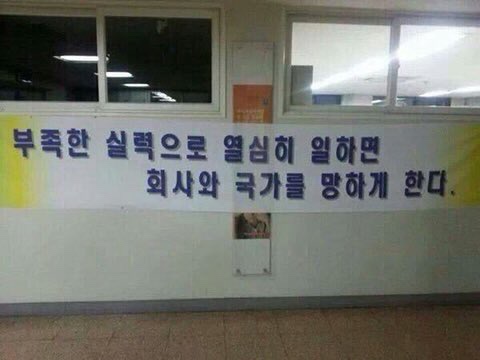 부족한 실력으로 열심히 일하면
회사와 국가를 망하게 한다.